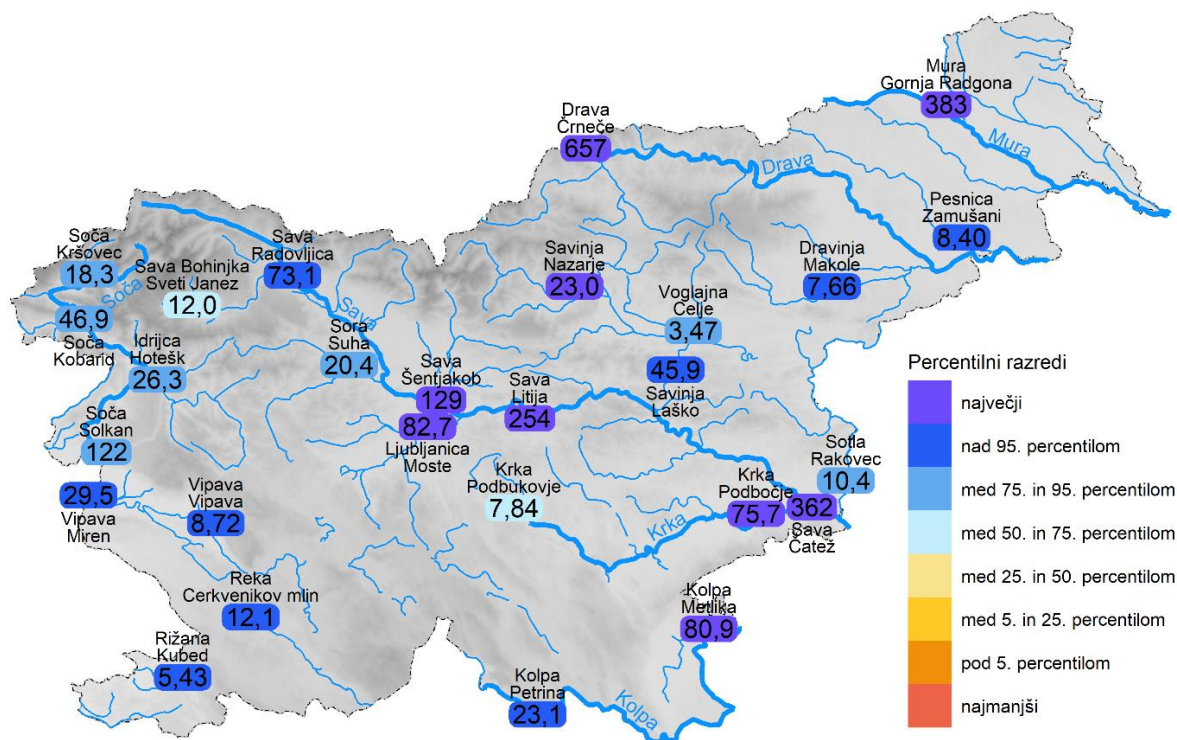 Mura
Gornja Radgona
383
Drava
Črneče
657
Drava
Mura
Pesnica
Zamušani
8,40
Soča
Kršovec
18,3
Sava Bohinjka
Sveti Janez
12,0
Sava
Radovljica
73,1
Savinja
Nazarje
23,0
Dravinja
Makole
7,66
Soča
46,9
Soča
Kobarid
Idrijca
Hotešk
26,3
Sava
Sora
Suha
20,4
Voglajna
Celje
3,47
Sava
Šentjakob
129
82,7
Ljubljanica
Moste
Sava
Litija
254
45,9
Savinja
Laško
Soča
Solkan
122
Sotla
Rakovec
10,4
29,5
Vipava
Miren
Vipava
Vipava
8,72
Krka
Podbukovje
7,84
Krka
Krka
Podbočje
75,7
362
Sava
Čatež
Reka
Cerkvenikov mlin
12,1
Kolpa
Metlika
80,9
Rižana
Kubed
5,43
Kolpa
Petrina
23,1
Kolpa
Percentilni razredi
največji
nad 95. percentilom
med 75. in 95. percentilom
med 50. in 75. percentilom
med 25. in 50. percentilom
med 5. in 25. percentilom
pod 5. percentilom
najmanjši